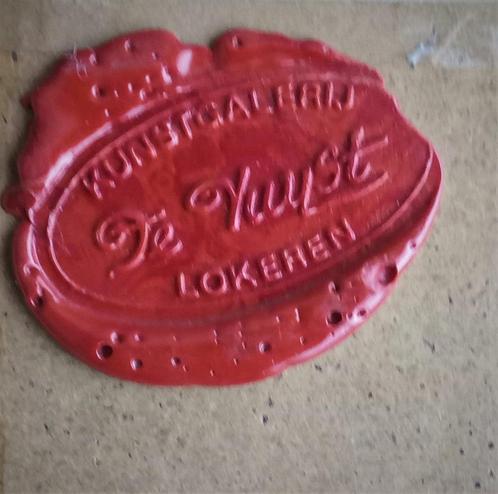 KUNSTGALERIJ
De Vuyst
LOKEREN